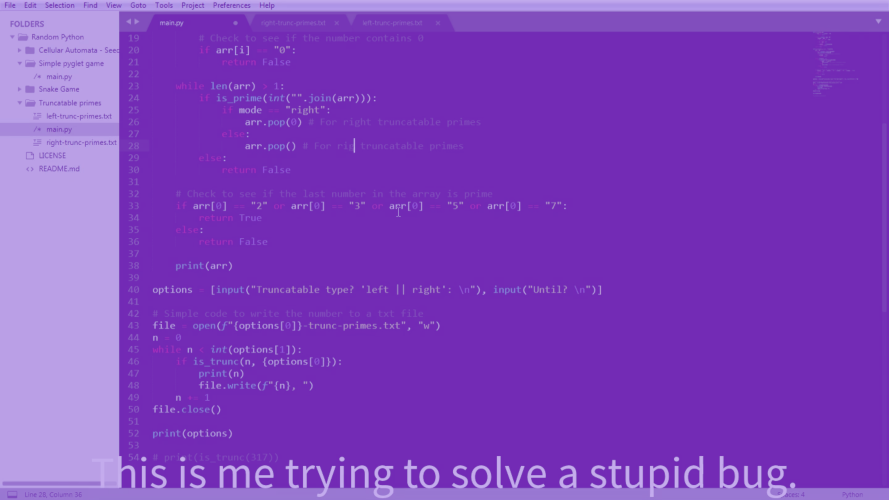 File Edit Selection Find View Goto Tools Project Preferences Help
FOLDERS
Random Python
Cellular Automata - Seed
Simple pyglet game
/* main.py
Snake Game
Truncatable primes
left-trunc-primes.txt
/* main.py
right-trunc-primes.txt
LICENSE
<> README.md
main.py right-trunc-primes.txt left-trunc-primes.txt
19 # Check to see if the number contains 0
20 if arr[i] == "0":
21 return False
22
23 while len(arr) > 1:
24 if is_prime(int("".join(arr))):
25 if mode == "right":
26 arr.pop(0) # For right truncatable primes
27 else:
28 arr.pop() # For rig truncatable primes
29 else:
30 return False
31
32 # Check to see if the last number in the array is prime
33 if arr[0] == "2" or arr[0] == "3" or arr[0] == "5" or arr[0] == "7":
34 return True
35 else:
36 return False
37
38 print(arr)
39
40 options = [input("Truncatable type? 'left || right': \n"), input("Until? \n")]
41
42 # Simple code to write the number to a txt file
43 file = open(f"{options[0]}-trunc-primes.txt", "w")
44 n = 0
45 while n < int(options[1]):
46 if is_trunc(n, {options[0]}):
47 print(n)
48 file.write(f"{n}, ")
49 n += 1
50 file.close()
51
52 print(options)
53
54 # print(is_trunc(317))
This is me trying to solve a stupid bug.
Line 28, Column 36 Python